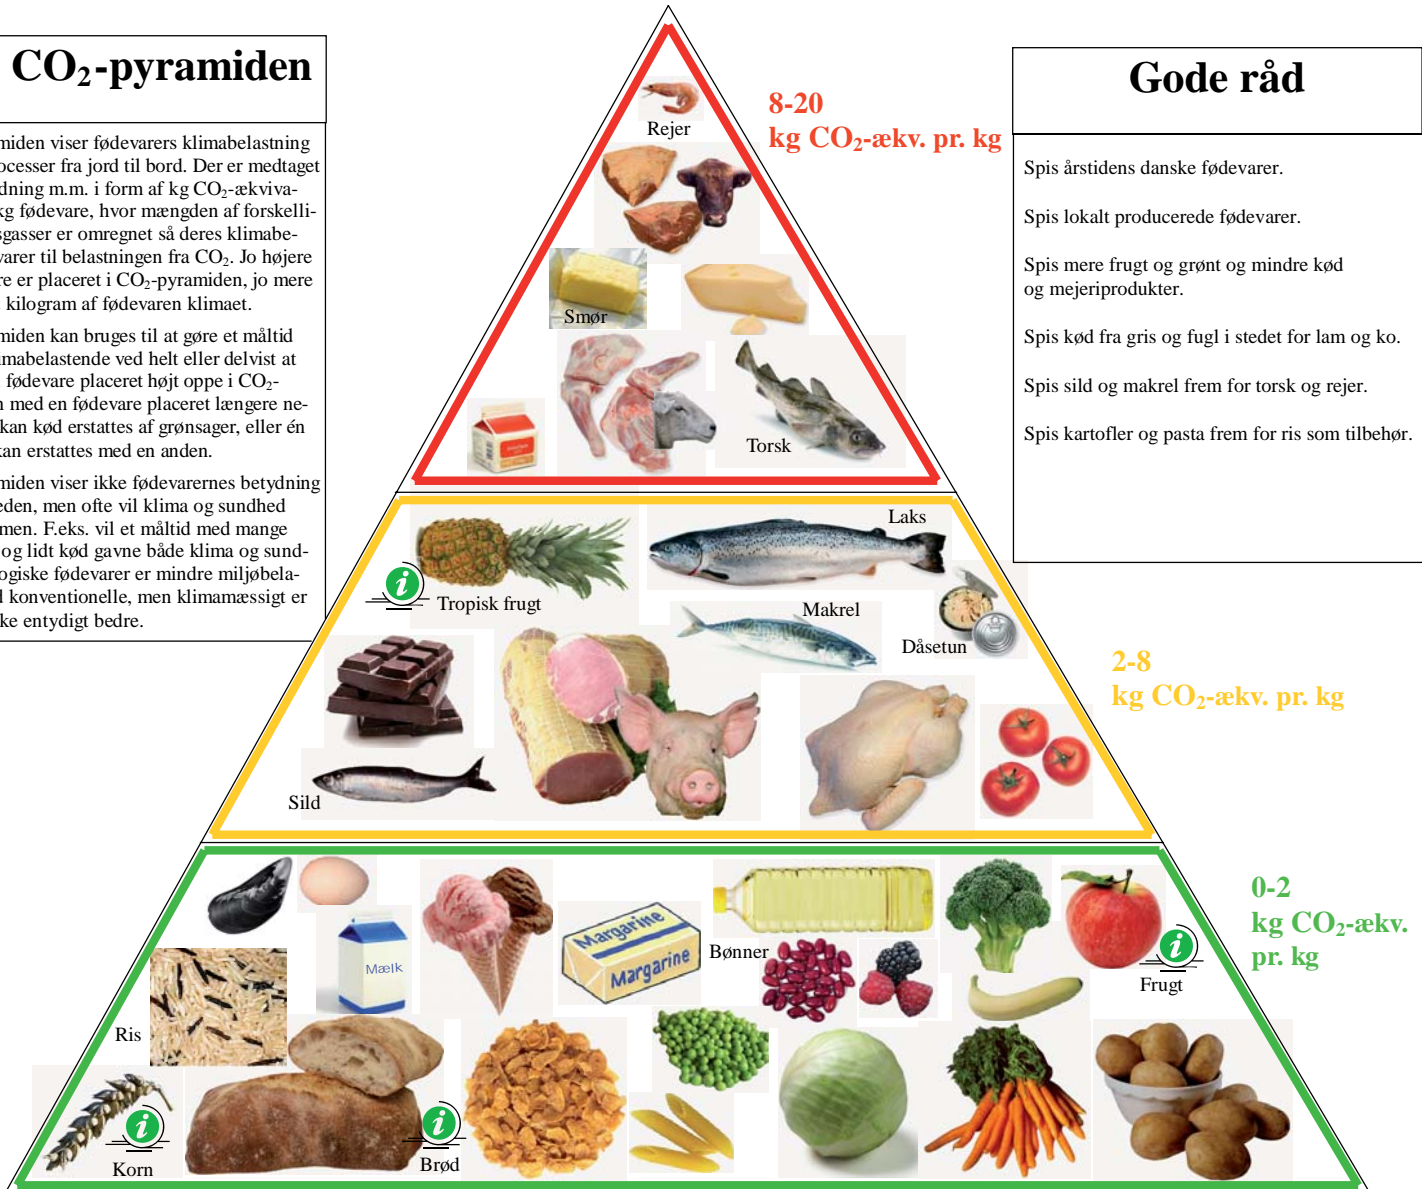 CO₂-pyramiden
miden viser fødevarers klimabelastning
ocesser fra jord til bord. Der er medtaget
dning m.m. i form af kg CO₂-ækviva-
kg fødevare, hvor mængden af forskelli-
sgasser er omregnet så deres klimabe-
varer til belastningen fra CO₂. Jo højere
re er placeret i CO₂-pyramiden, jo mere
kilogram af fødevaren klimaet.
miden kan bruges til at gøre et måltid
imabelastende ved helt eller delvist at
fødevare placeret højt oppe i CO₂-
n med en fødevare placeret længere ne-
kan kød erstattes af grønsager, eller én
kan erstattes med en anden.
miden viser ikke fødevarernes betydning
eden, men ofte vil klima og sundhed
men. F.eks. vil et måltid med mange
og lidt kød gavne både klima og sund-
ogiske fødevarer er mindre miljøbela-
d konventionelle, men klimamæssigt er
ke entydigt bedre.
8-20
kg CO₂-ækv. pr. kg
Rejer
Smør
Torsk
Gode råd
Spis årstidens danske fødevarer.
Spis lokalt producerede fødevarer.
Spis mere frugt og grønt og mindre kød
og mejeriprodukter.
Spis kød fra gris og fugl i stedet for lam og ko.
Spis sild og makrel frem for torsk og rejer.
Spis kartofler og pasta frem for ris som tilbehør.
Laks
i
Tropisk frugt
Makrel
Dåsetun
2-8
kg CO₂-ækv. pr. kg
Sild
0-2
kg CO₂-ækv.
pr. kg
Mælk
Margarine
Margarine
Bønner
i
Frugt
Ris
i
Korn
i
Brød